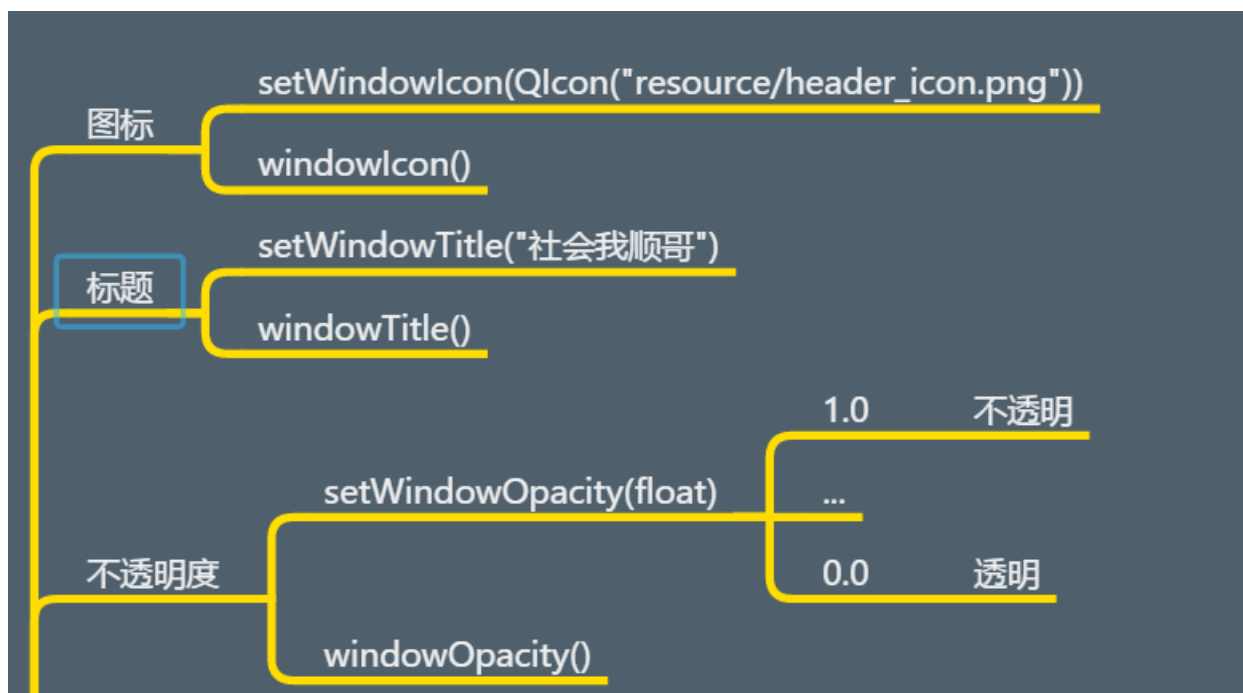 setWindowIcon(QIcon("resource/header_icon.png"))
图标
windowIcon()
setWindowTitle("社会我顺哥")
标题
windowTitle()
1.0 不透明
setWindowOpacity(float) ...
不透明度
0.0 透明
windowOpacity()